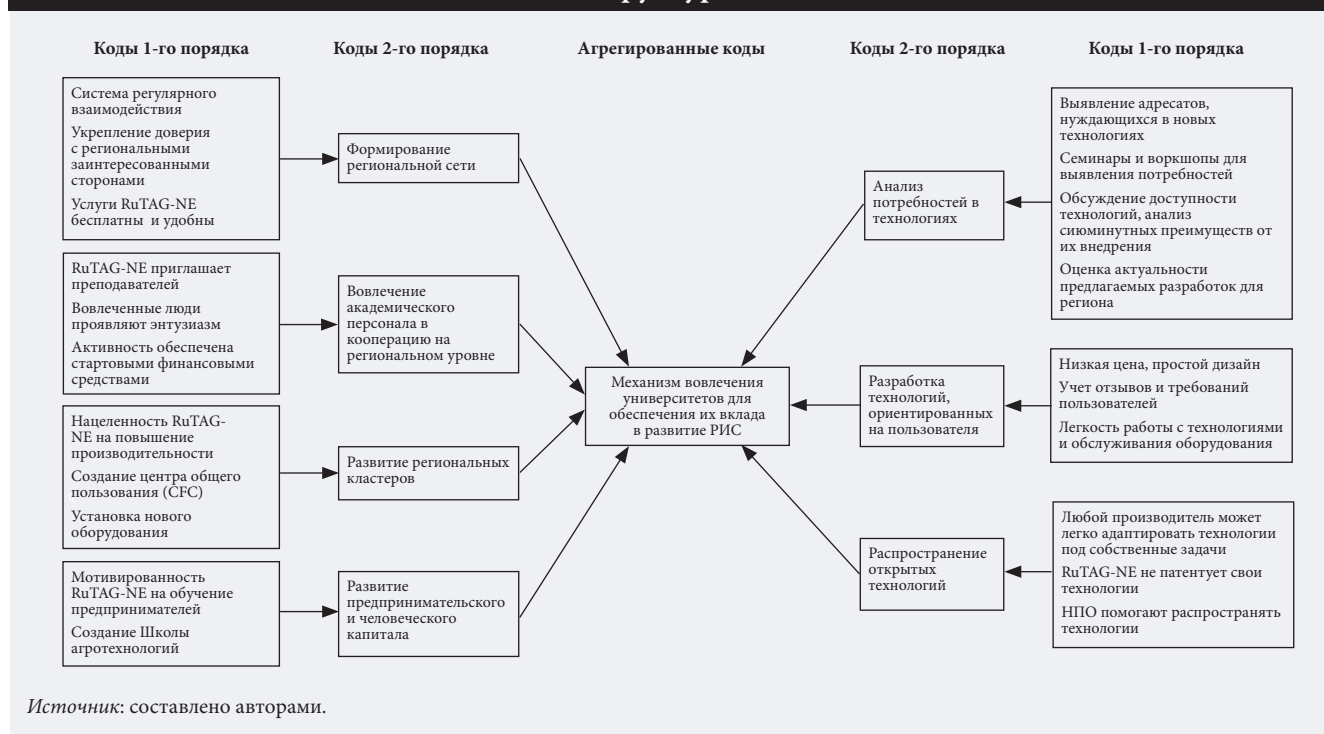 Коды 1-го порядка
Коды 2-го порядка
Агрегированные коды
Коды 2-го порядка
Коды 1-го порядка
Система регулярного
взаимодействия
Укрепление доверия
с региональными
заинтересованными
сторонами
Услуги RuTAG-NE
бесплатны и удобны
Формирование
региональной сети
RuTAG-NE приглашает
преподавателей
Вовлеченные люди
проявляют энтузиазм
Активность обеспечена
стартовыми финансовыми
средствами
Вовлечение
академического
персонала в
кооперацию на
региональном уровне
Нацеленность RuTAG-
NE на повышение
производительности
Создание центра общего
пользования (CFC)
Установка нового
оборудования
Развитие региональных
кластеров
Мотивированность
RuTAG-NE на обучение
предпринимателей
Создание Школы
агротехнологий
Развитие
предпринимательского
и человеческого
капитала
Механизм вовлечения
университетов для
обеспечения их вклада
в развитие РИС
Анализ
потребностей в
технологиях
Выявление адресатов,
нуждающихся в новых
технологиях
Семинары и воркшопы для
выявления потребностей
Обсуждение доступности
технологий, анализ
сиюминутных преимуществ от
их внедрения
Оценка актуальности
предлагаемых разработок для
региона
Разработка
технологий,
ориентированных
на пользователя
Низкая цена, простой дизайн
Учет отзывов и требований
пользователей
Легкость работы с технологиями
и обслуживания оборудования
Распространение
открытых
технологий
Любой производитель может
легко адаптировать технологии
под собственные задачи
RuTAG-NE не патентует свои
технологии
НПО помогают распространять
технологии
Источник: составлено авторами.